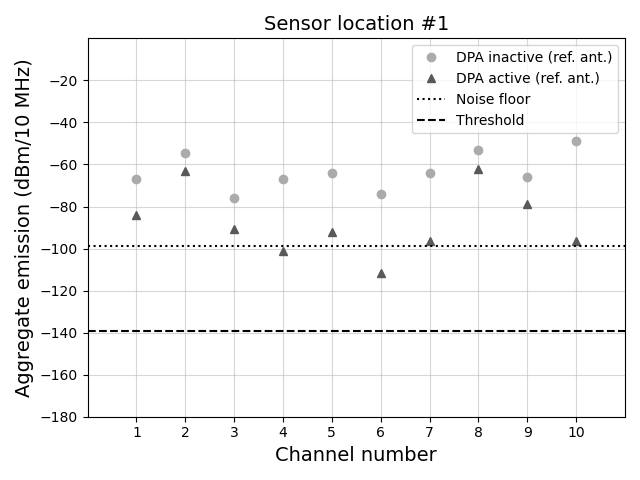 Sensor location #1
Aggregate emission (dBm/10 MHz)
DPA inactive (ref. ant.)
DPA active (ref. ant.)
Noise floor
Threshold
−20
−40
−60
−80
−100
−120
−140
−160
−180
1 2 3 4 5 6 7 8 9 10
Channel number